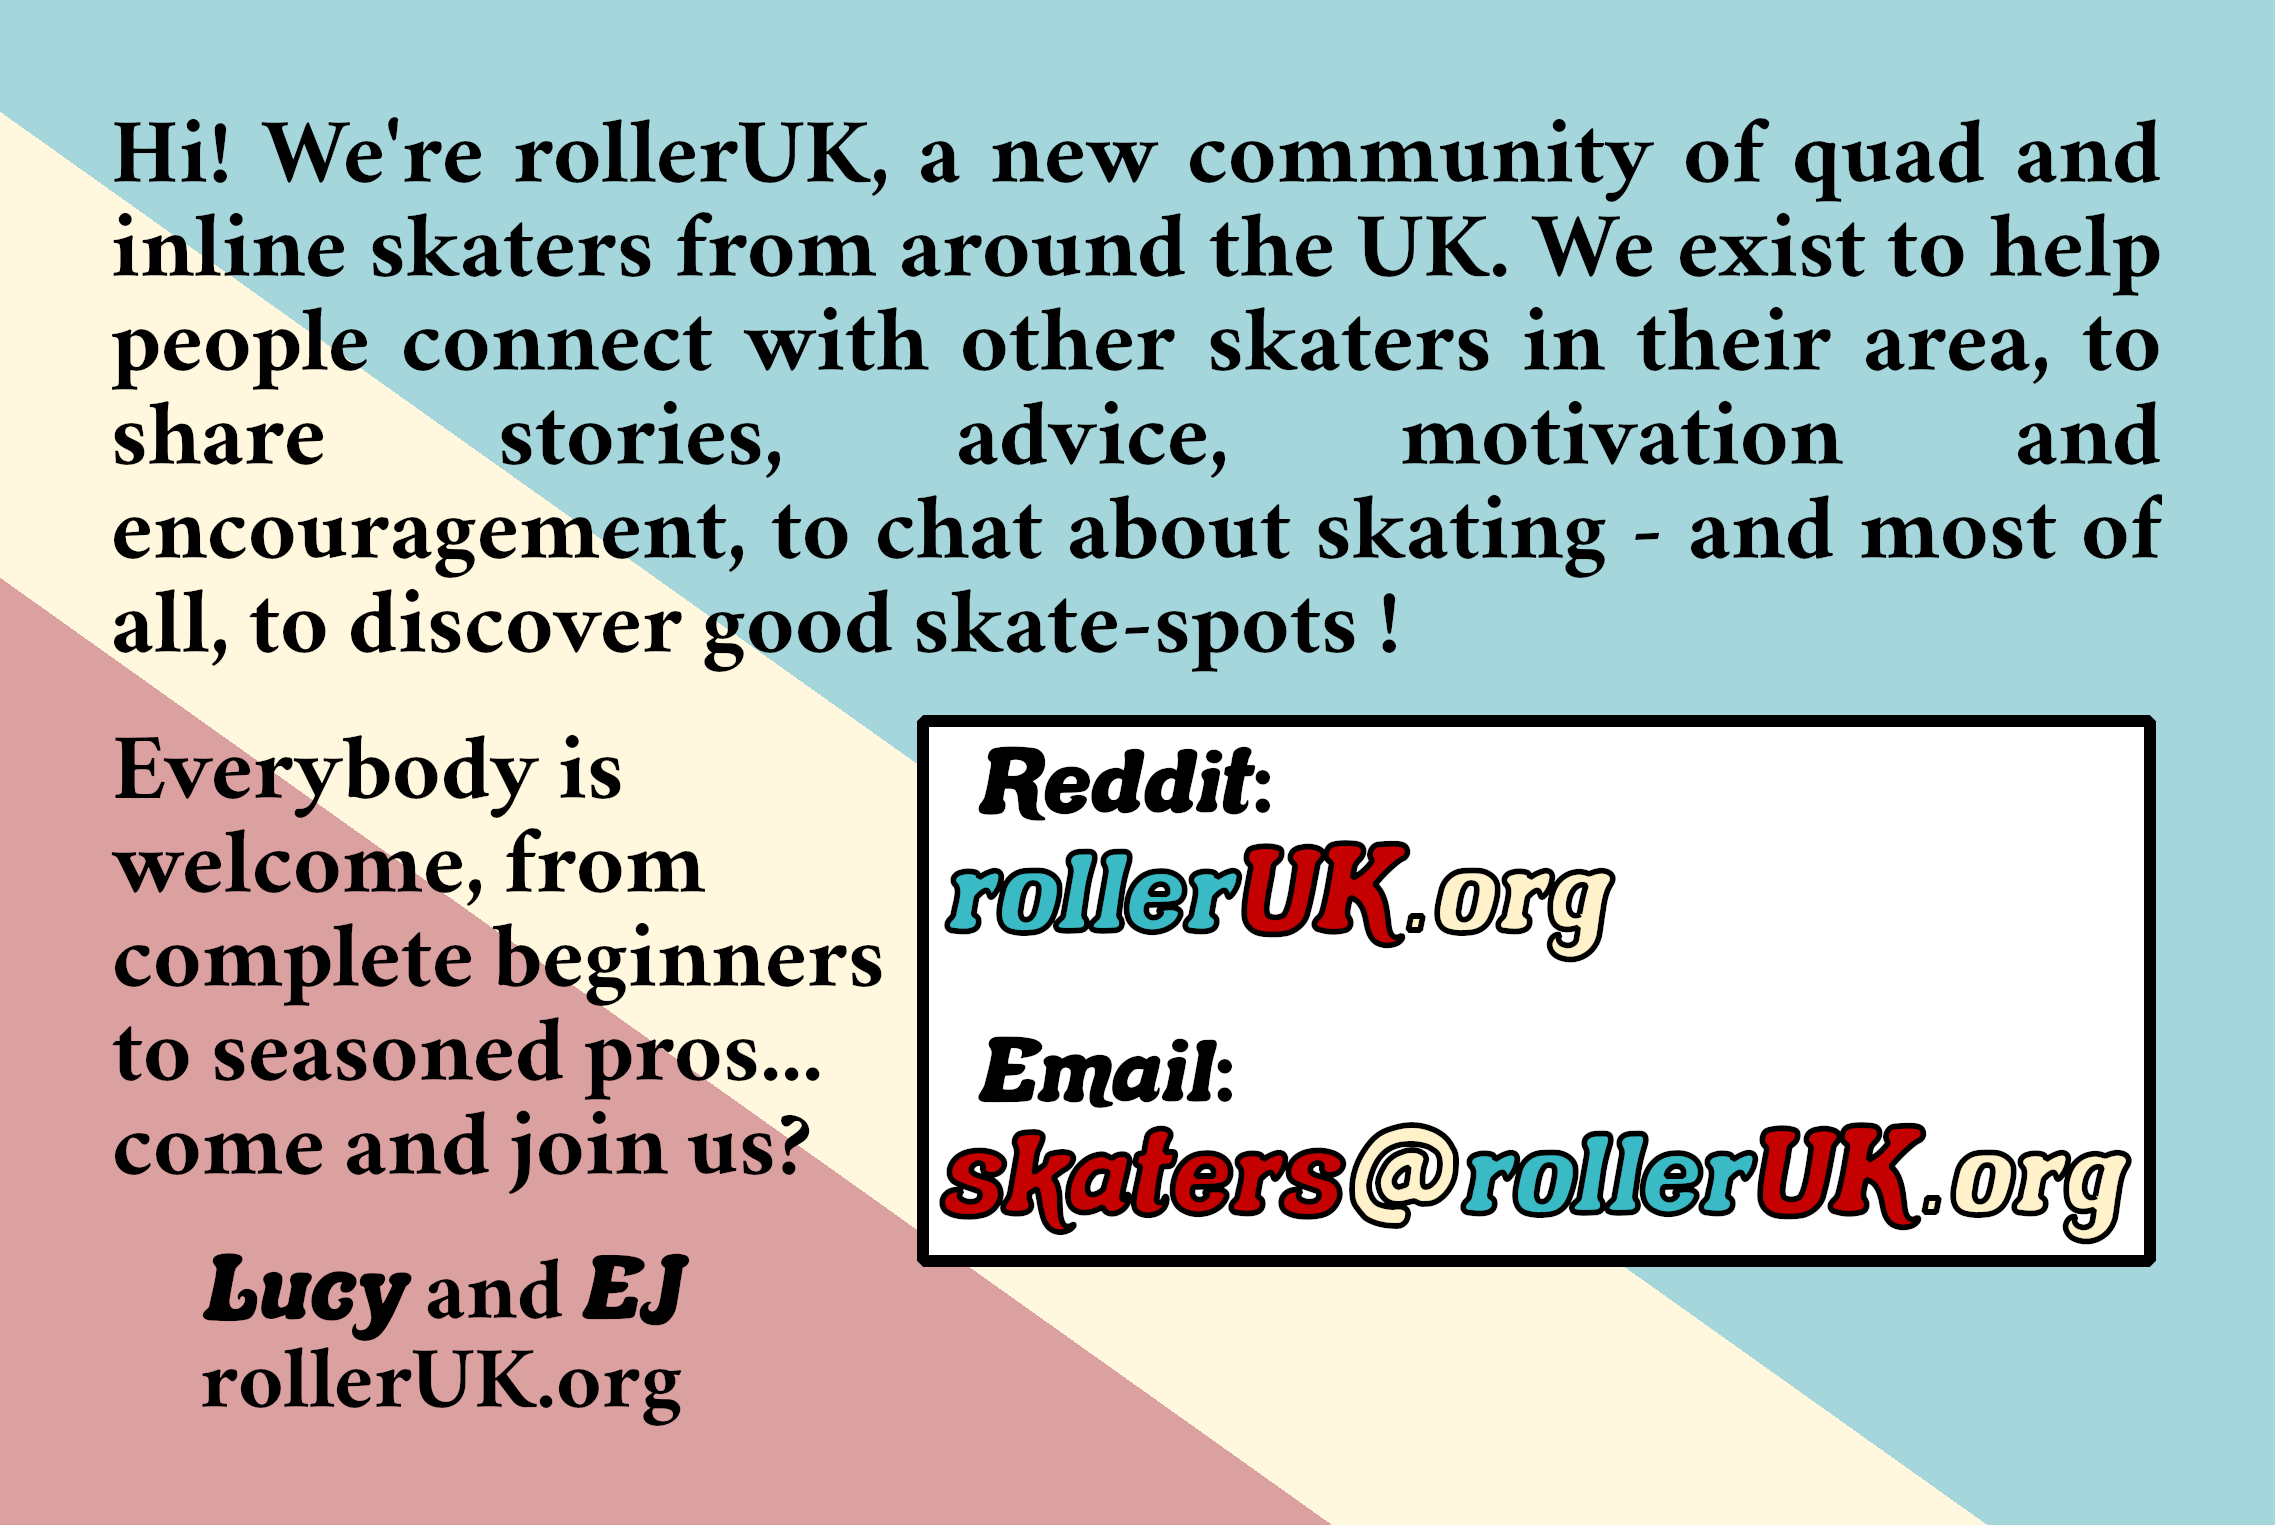 Hi! We're rollerUK, a new community of quad and
inline skaters from around the UK. We exist to help
people connect with other skaters in their area, to
share stories, advice, motivation and
encouragement, to chat about skating - and most of
all, to discover good skate-spots !
Everybody is
welcome, from
complete beginners
to seasoned pros...
come and join us?
Lucy and EJ
rollerUK.org
Reddit:
rollerUK.org
Email:
skaters@rollerUK.org